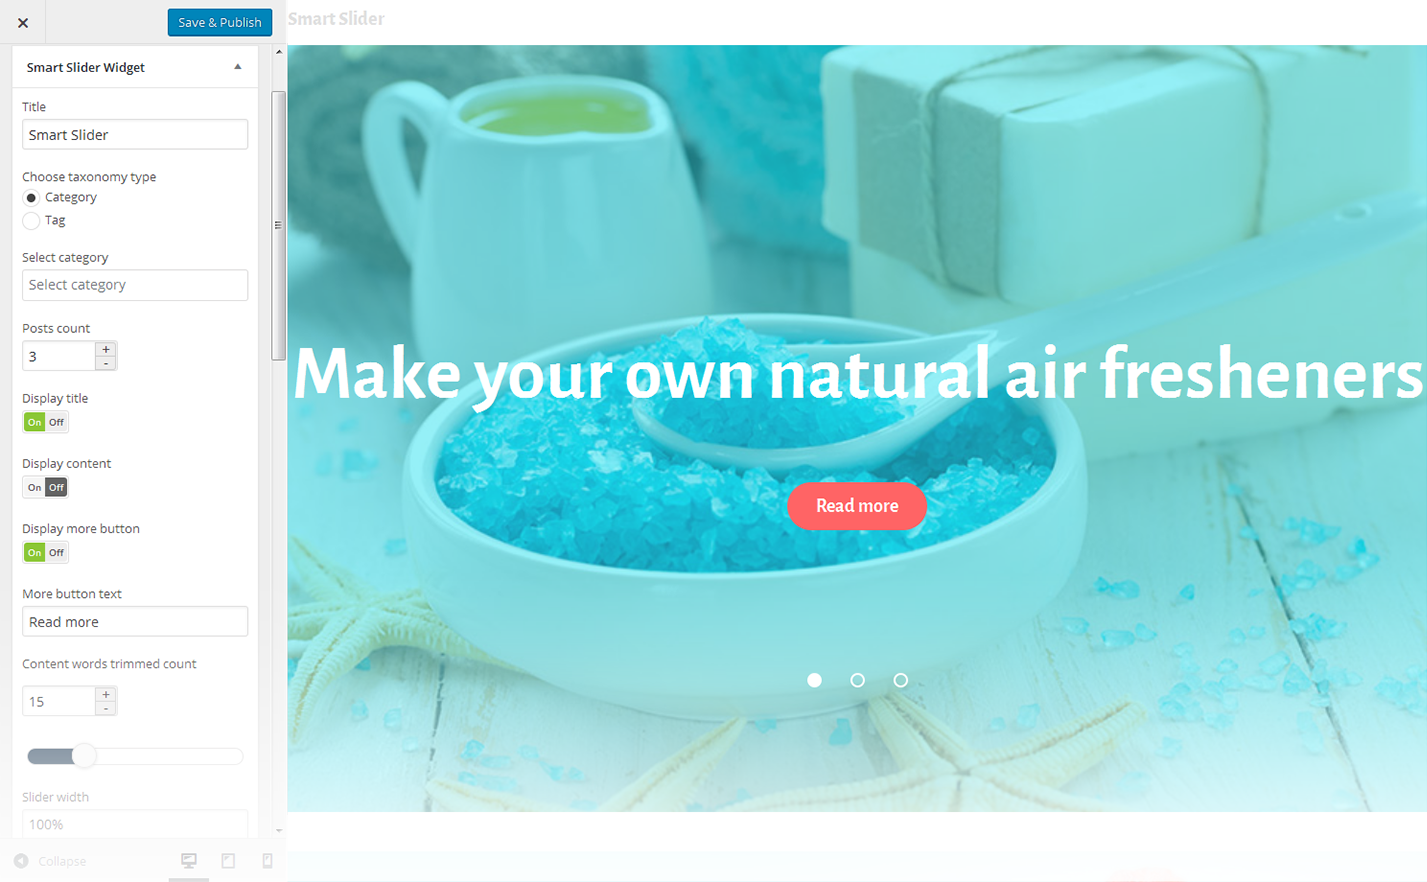 Save & Publish
Smart Slider Widget
Title
Smart Slider
Choose taxonomy type
Category
Tag
Select category
Select category
Posts count
3
+
-
Display title
On Off
Display content
On Off
Display more button
On Off
More button text
Read more
Content words trimmed count
15
+
-
Slider width
100%
Collapse
Smart Slider
Make your own natural air fresheners
Read more